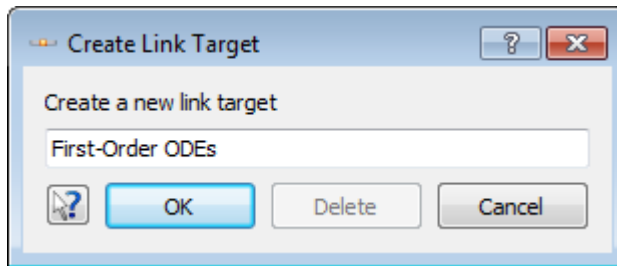 Create Link Target
Create a new link target
First-Order ODEs
OK Delete Cancel